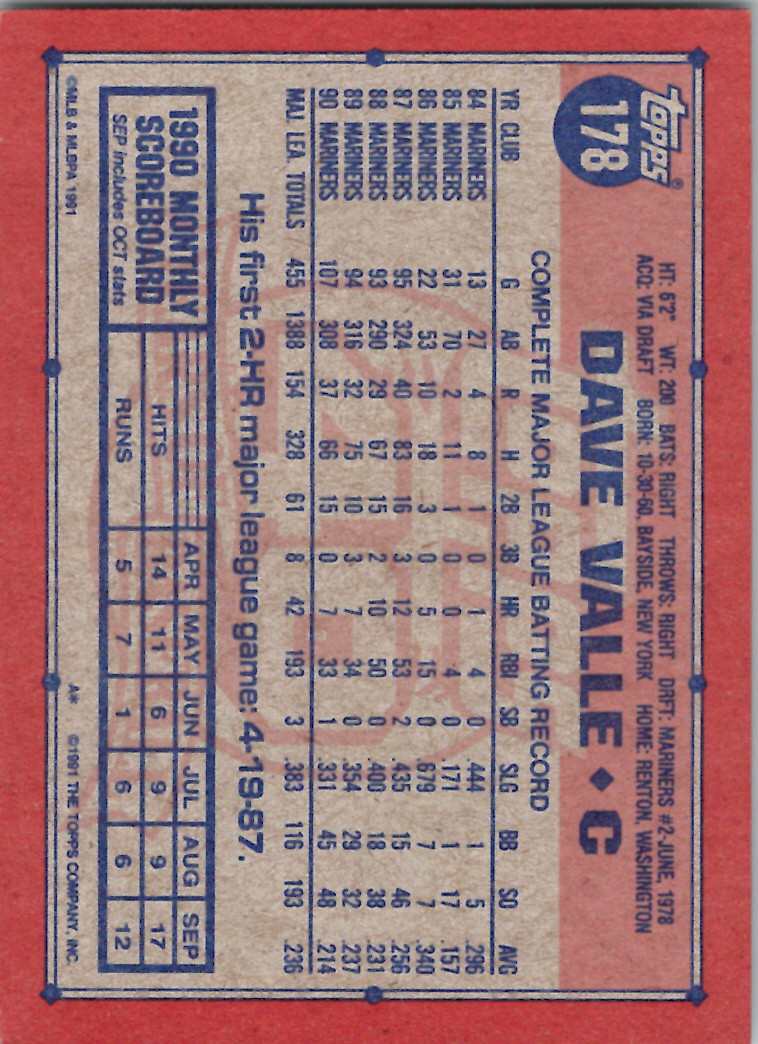 topps®
178
HT: 6'2" WT: 200 BATS: RIGHT THROWS: RIGHT DRFT: MARINERS #2-JUNE, 1978
ACQ: VIA DRAFT BORN: 10-30-60, BAYSIDE, NEW YORK HOME: RENTON, WASHINGTON
DAVE VALLE ♦ C
COMPLETE MAJOR LEAGUE BATTING RECORD
YR CLUB G AB R H 2B 3B HR RBI SB SLG BB SO AVG
84 MARINERS 13 27 4 8 1 0 1 4 0 .444 1 5 .296
85 MARINERS 31 70 2 11 1 0 0 4 0 .171 1 17 .157
86 MARINERS 22 53 10 18 3 0 5 15 0 .679 7 7 .340
87 MARINERS 95 324 40 83 16 3 12 53 2 .435 15 46 .256
88 MARINERS 93 290 29 67 15 2 10 50 0 .400 18 38 .231
89 MARINERS 94 316 32 75 10 3 7 34 0 .354 29 32 .237
90 MARINERS 107 308 37 66 15 0 7 33 1 .331 45 48 .214
MAJ. LEA. TOTALS 455 1388 154 328 61 8 42 193 3 .383 116 193 .236
His first 2-HR major league game: 4-19-87.
1990 MONTHLY
SCOREBOARD
SEP includes OCT stats
APR MAY JUN JUL AUG SEP
HITS 14 11 6 9 9 17
RUNS 5 7 1 6 6 12
©MLB & MLBPA 1991
A* ©1991 THE TOPPS COMPANY, INC.